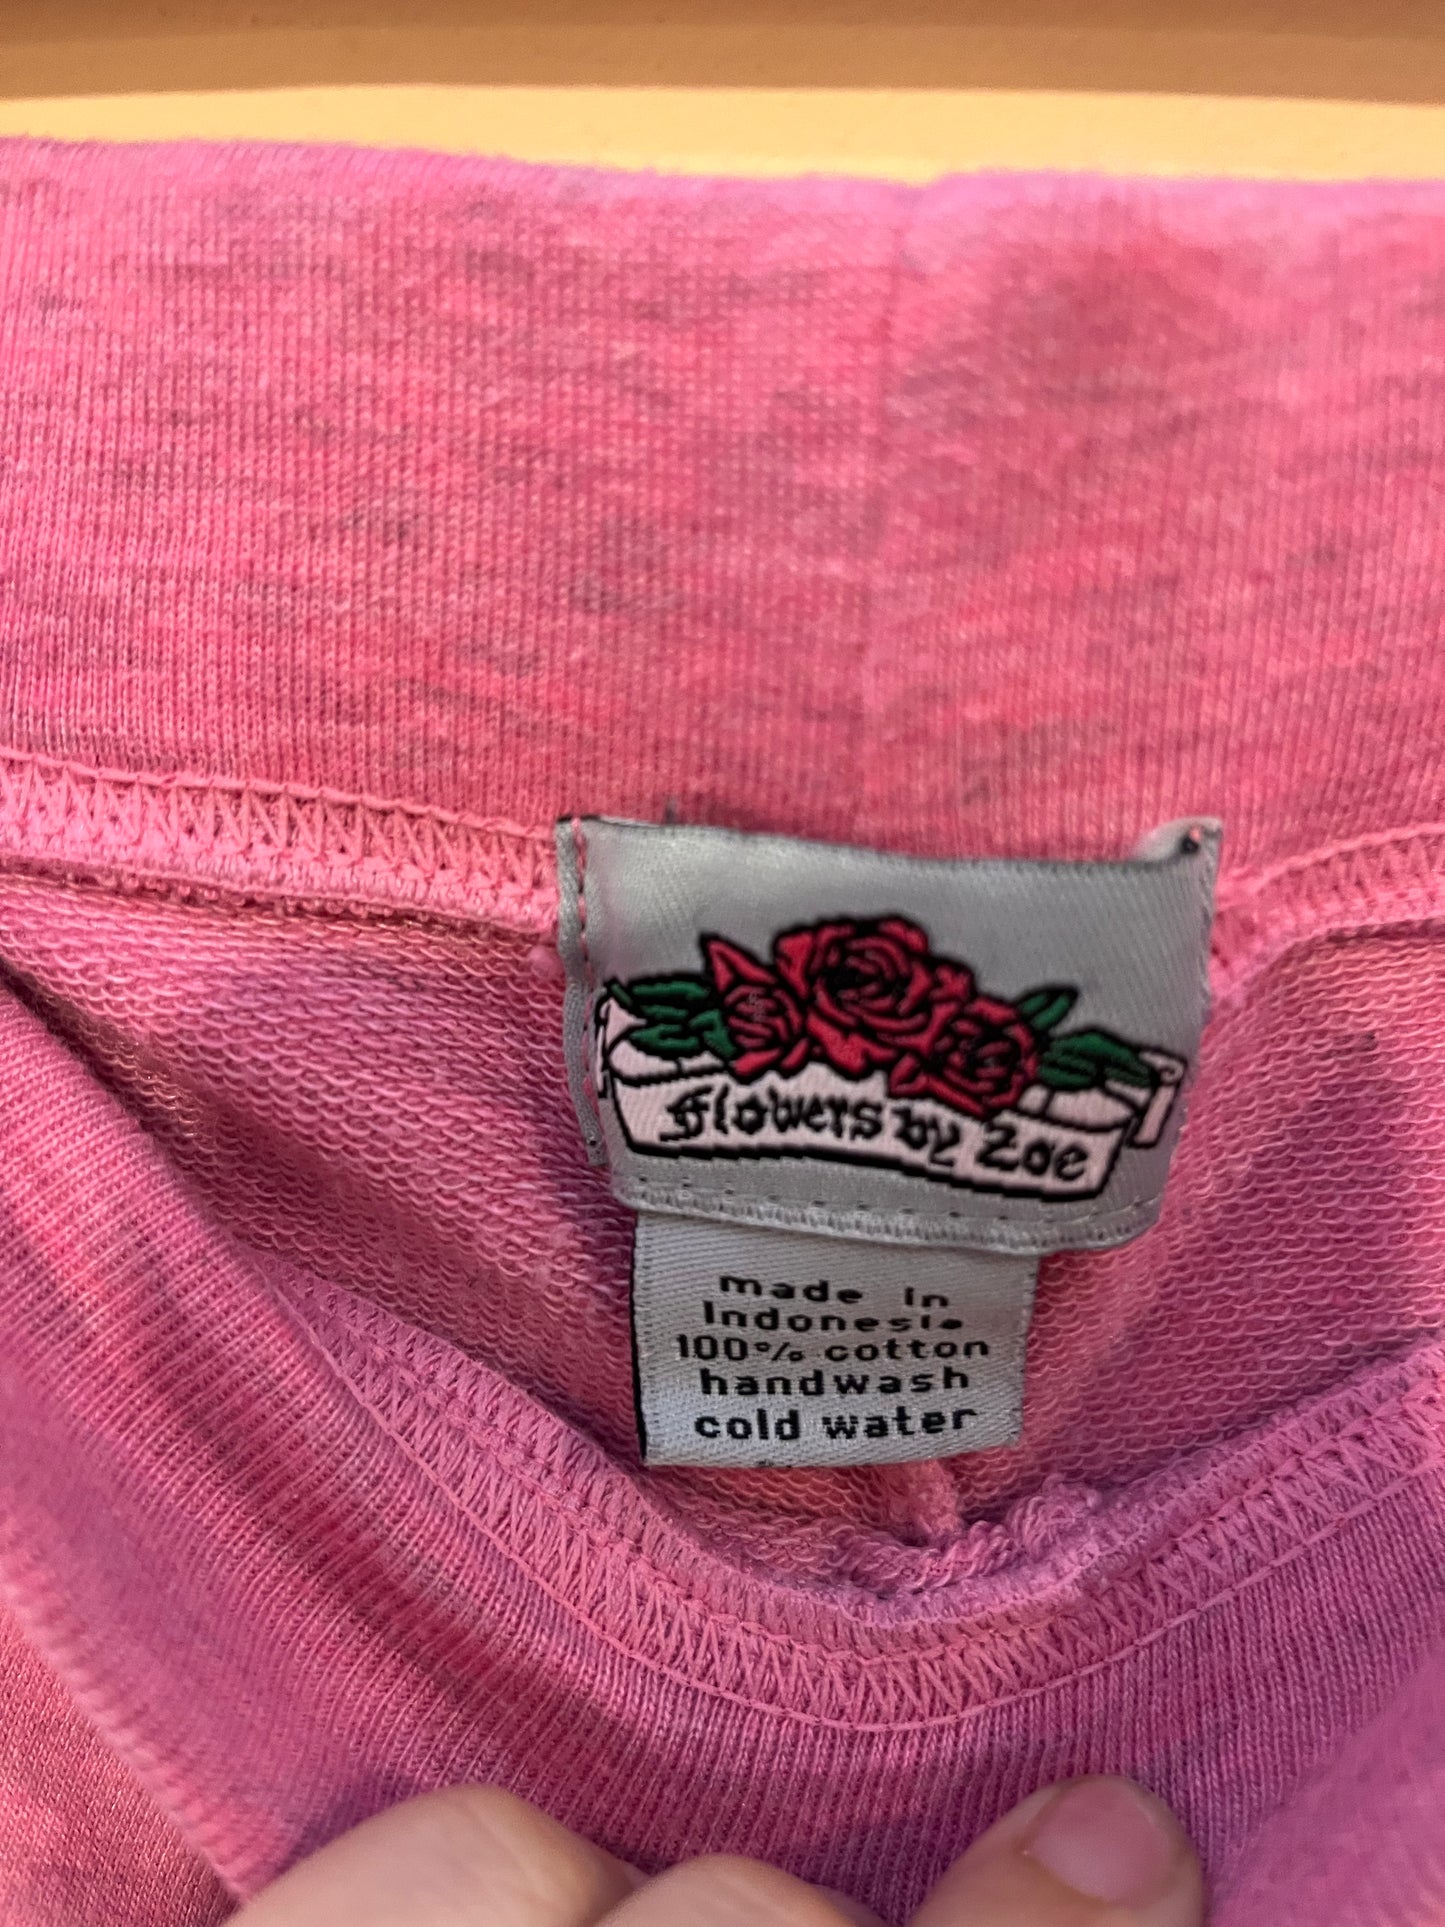 Flowers by Zoe
made in
Indonesia
100% cotton
handwash
cold water